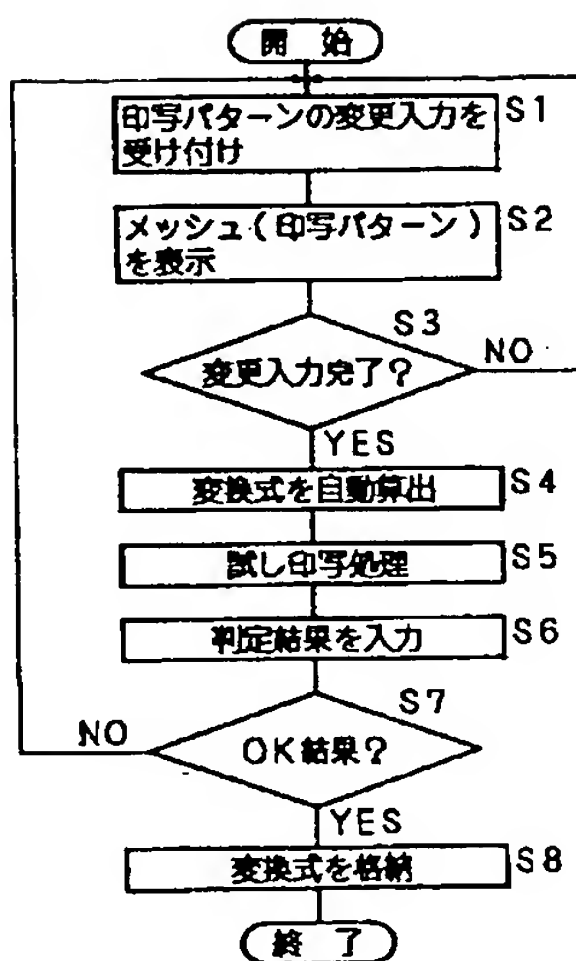 開 始
印写パターンの変更入力を
受け付け
S1
メッシュ(印写パターン)
を表示
S2
S3
変更入力完了?
NO
YES
変換式を自動算出
S4
試し印写処理
S5
判定結果を入力
S6
S7
NO
OK結果?
YES
変換式を格納
S8
終 了